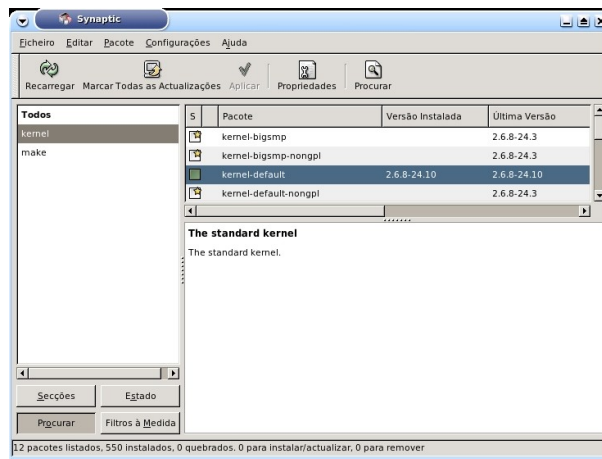 Synaptic
Ficheiro Editar Pacote Configurações Ajuda
Recarregar Marcar Todas as Actualizações Aplicar Propriedades Procurar
Todos
kernel
make
S Pacote Versão Instalada Última Versão
kernel-bigsmp 2.6.8-24.3
kernel-bigsmp-nongpl 2.6.8-24.3
kernel-default 2.6.8-24.10 2.6.8-24.10
kernel-default-nongpl 2.6.8-24.3
The standard kernel
The standard kernel.
Secções Estado
Procurar Filtros à Medida
12 pacotes listados, 550 instalados, 0 quebrados. 0 para instalar/actualizar, 0 para remover